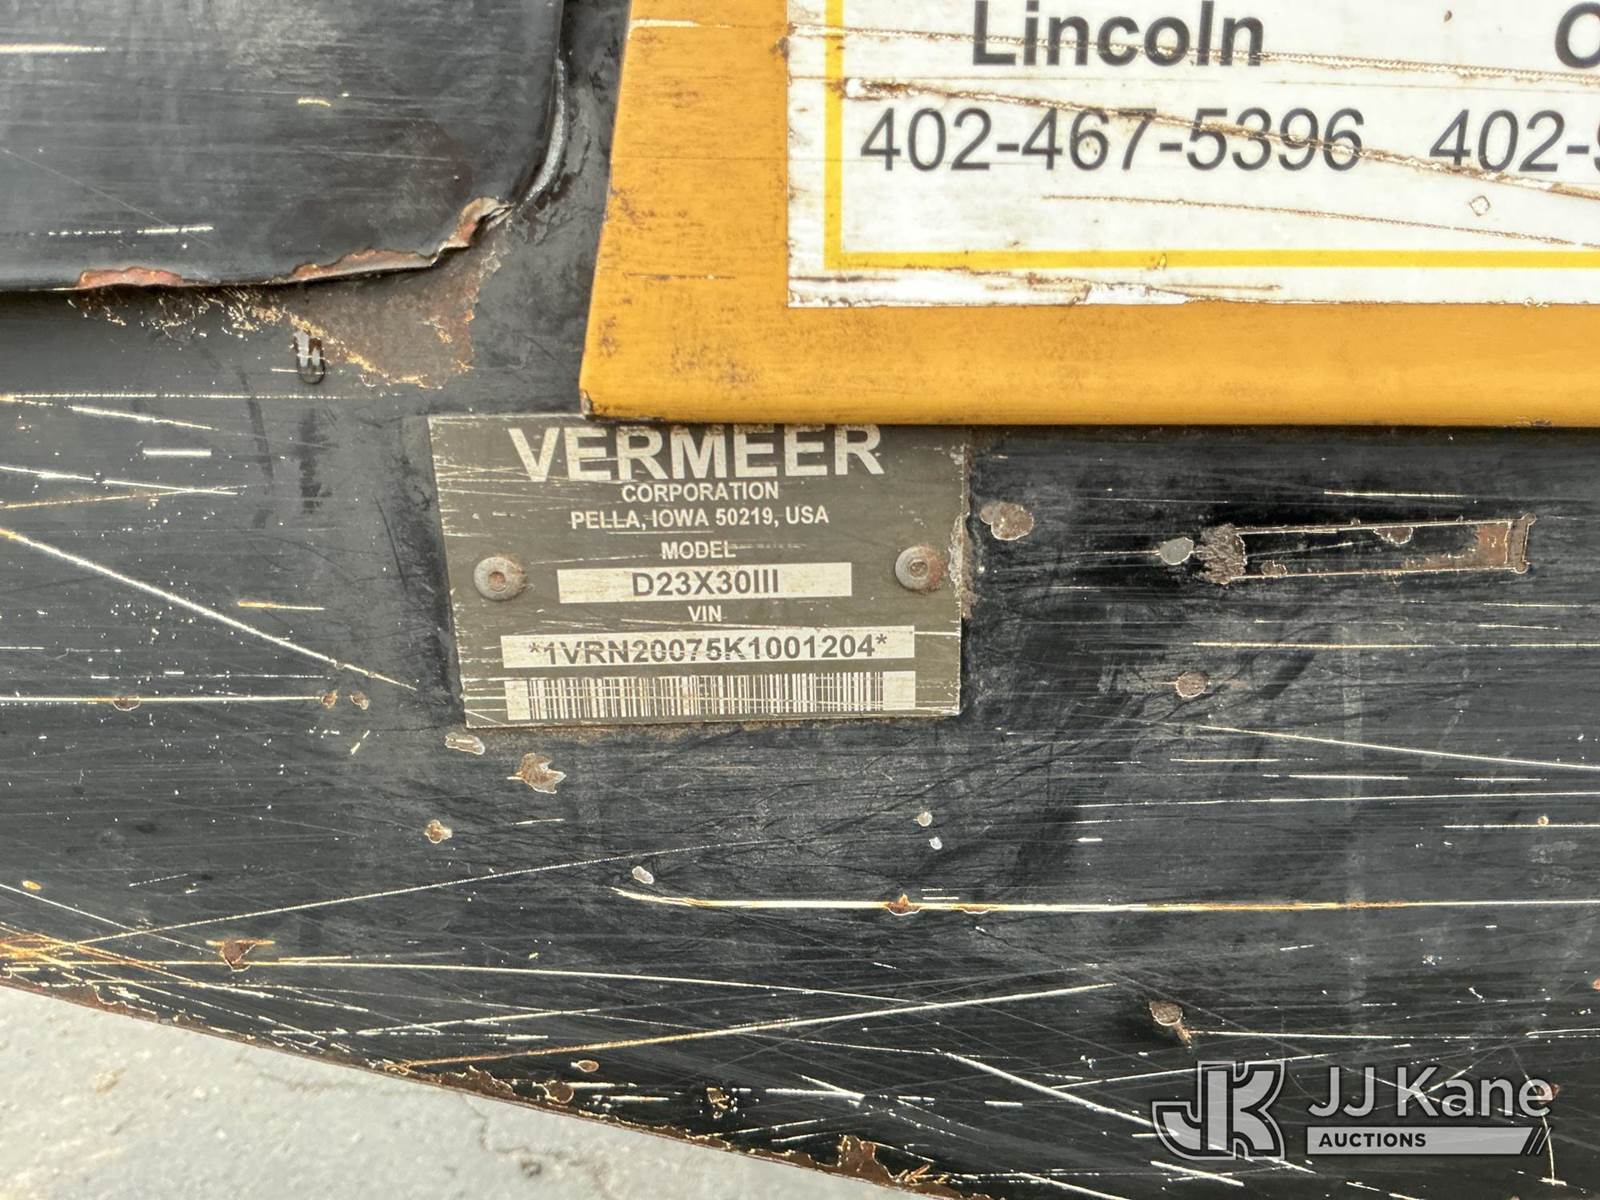 Lincoln
402-467-5396 402-
VERMEER
CORPORATION
PELLA, IOWA 50219, USA
MODEL
D23X30III
VIN
*1VRN20075K1001204*
JJ Kane
AUCTIONS